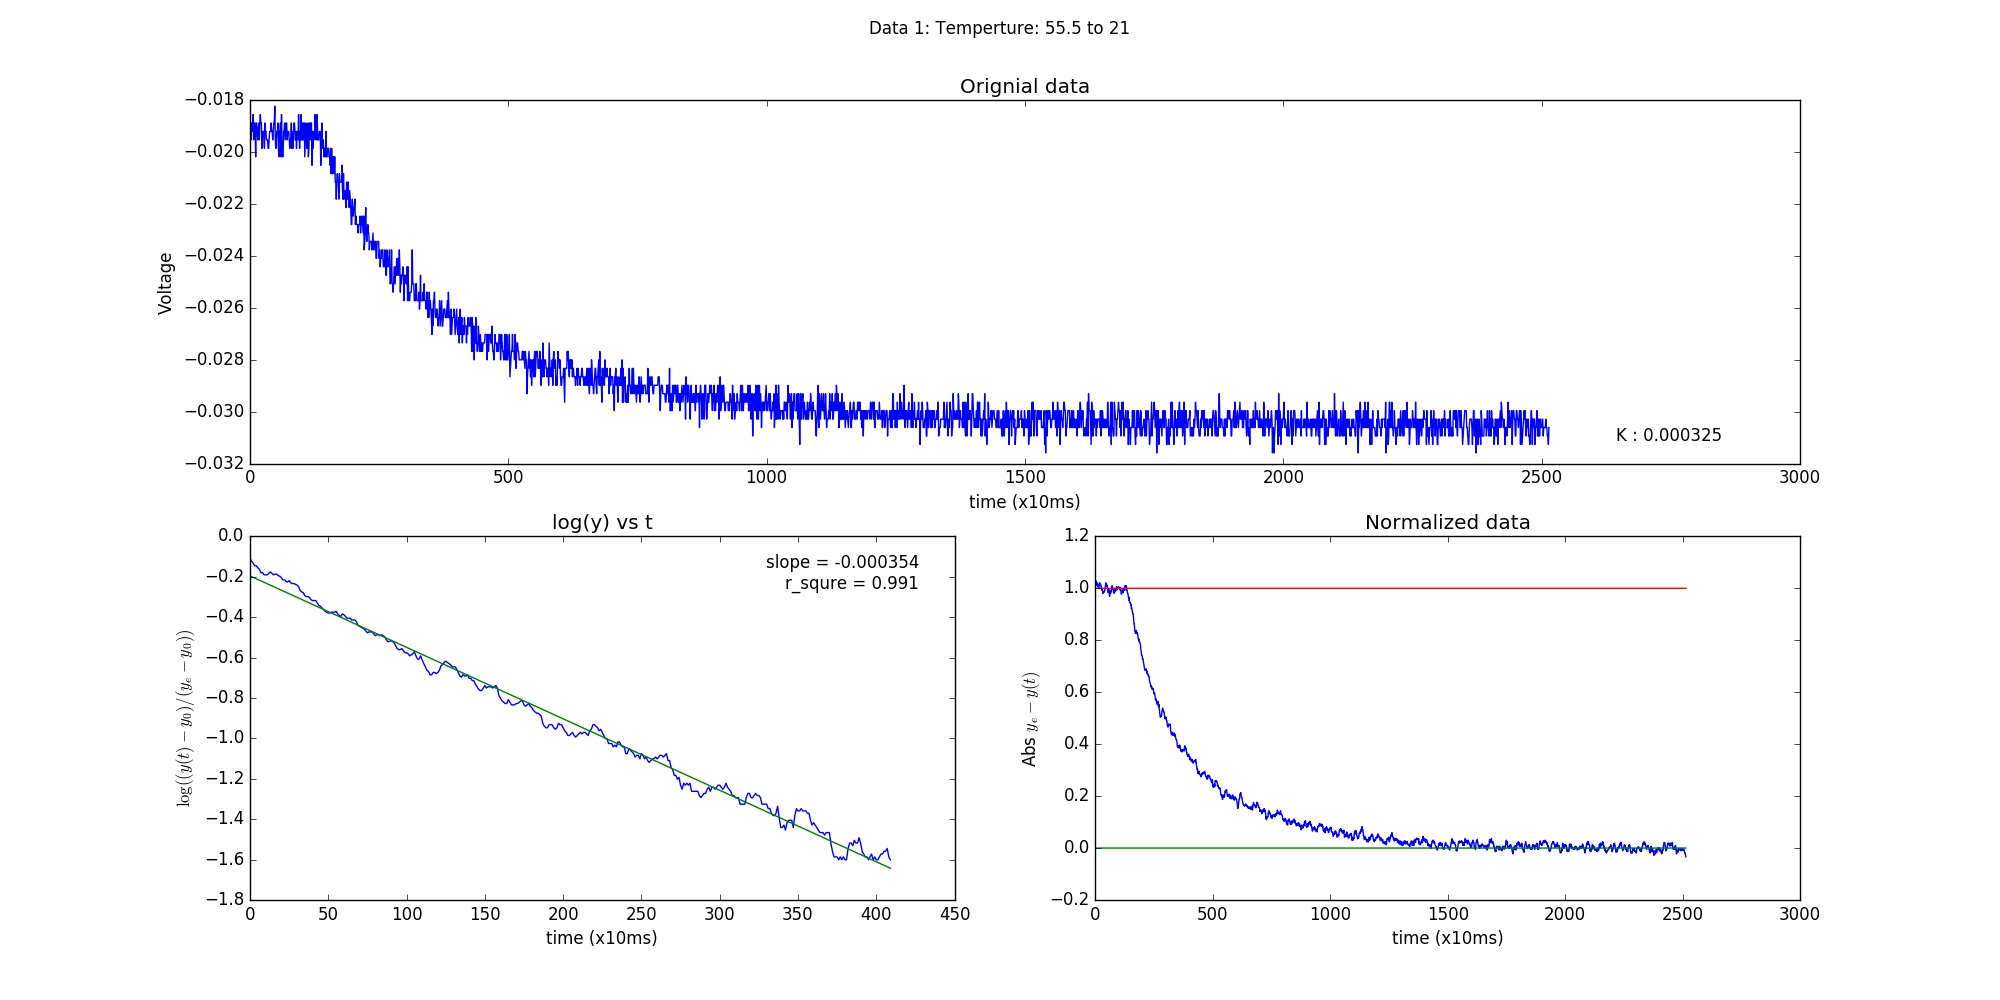 Data 1: Temperture: 55.5 to 21
Orignial data
Voltage
−0.018
−0.020
−0.022
−0.024
−0.026
−0.028
−0.030
−0.032
K : 0.000325
0 500 1000 1500 2000 2500 3000
time (x10ms)
log(y) vs t
log((y(t) − y₀)/(yₑ − y₀))
0.0
−0.2
−0.4
−0.6
−0.8
−1.0
−1.2
−1.4
−1.6
−1.8
slope = -0.000354
r_squre = 0.991
0 50 100 150 200 250 300 350 400 450
time (x10ms)
Normalized data
Abs yₑ − y(t)
1.2
1.0
0.8
0.6
0.4
0.2
0.0
−0.2
0 500 1000 1500 2000 2500 3000
time (x10ms)